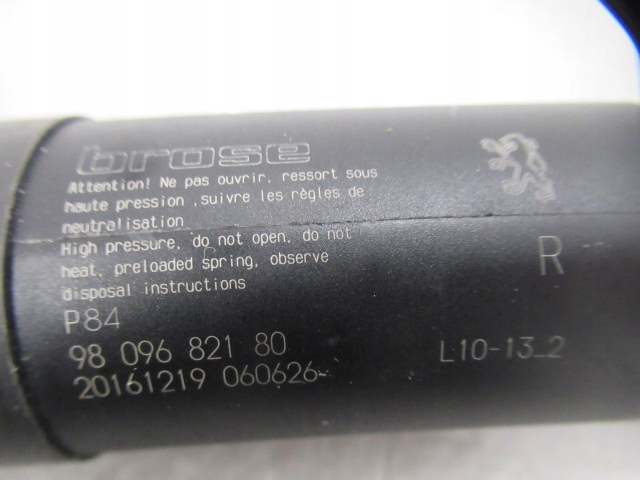 brose
Attention! Ne pas ouvrir, ressort sous
haute pression ,suivre les règles de
neutralisation
High pressure, do not open, do not
heat, preloaded spring, observe
disposal instructions
R
P84
98 096 821 80
L10-13_2
20161219 060626